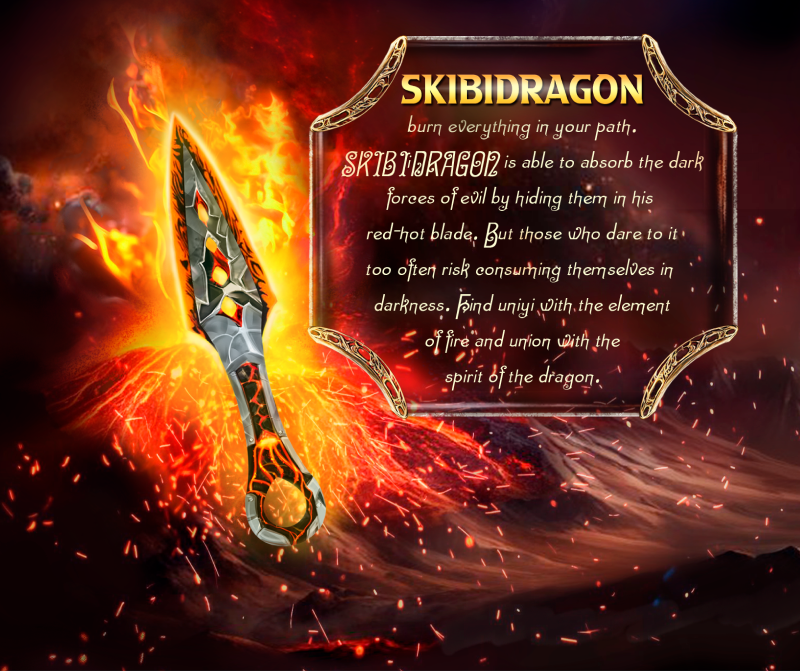 SKIBIDRAGON
burn everything in your path.
SKIBIDRAGON is able to absorb the dark
forces of evil by hiding them in his
red-hot blade. But those who dare to it
too often risk consuming themselves in
darkness. Find uniyi with the element
of fire and union with the
spirit of the dragon.